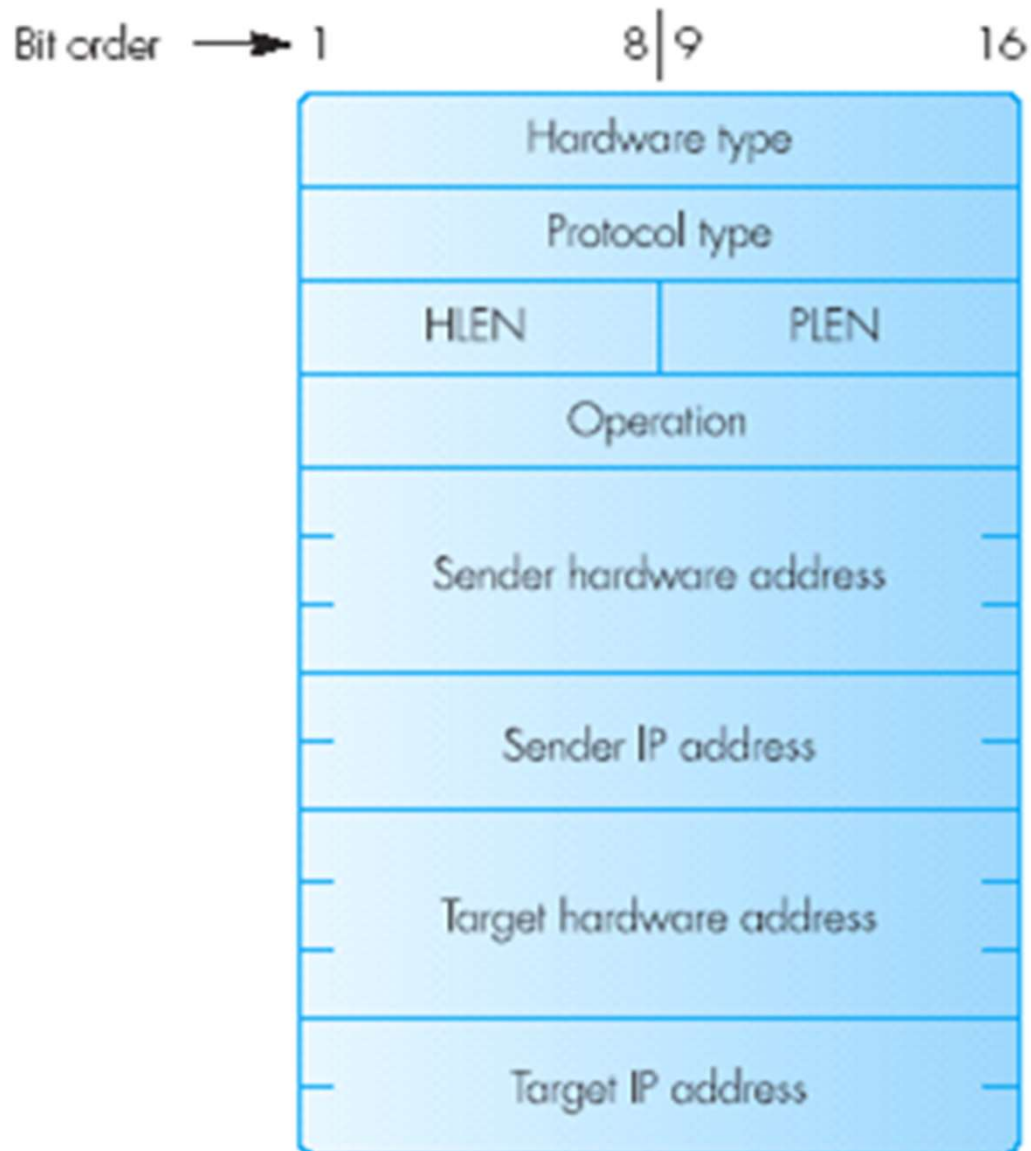 Bit order 1 8 9 16
Hardware type
Protocol type
HLEN PLEN
Operation
Sender hardware address
Sender IP address
Target hardware address
Target IP address